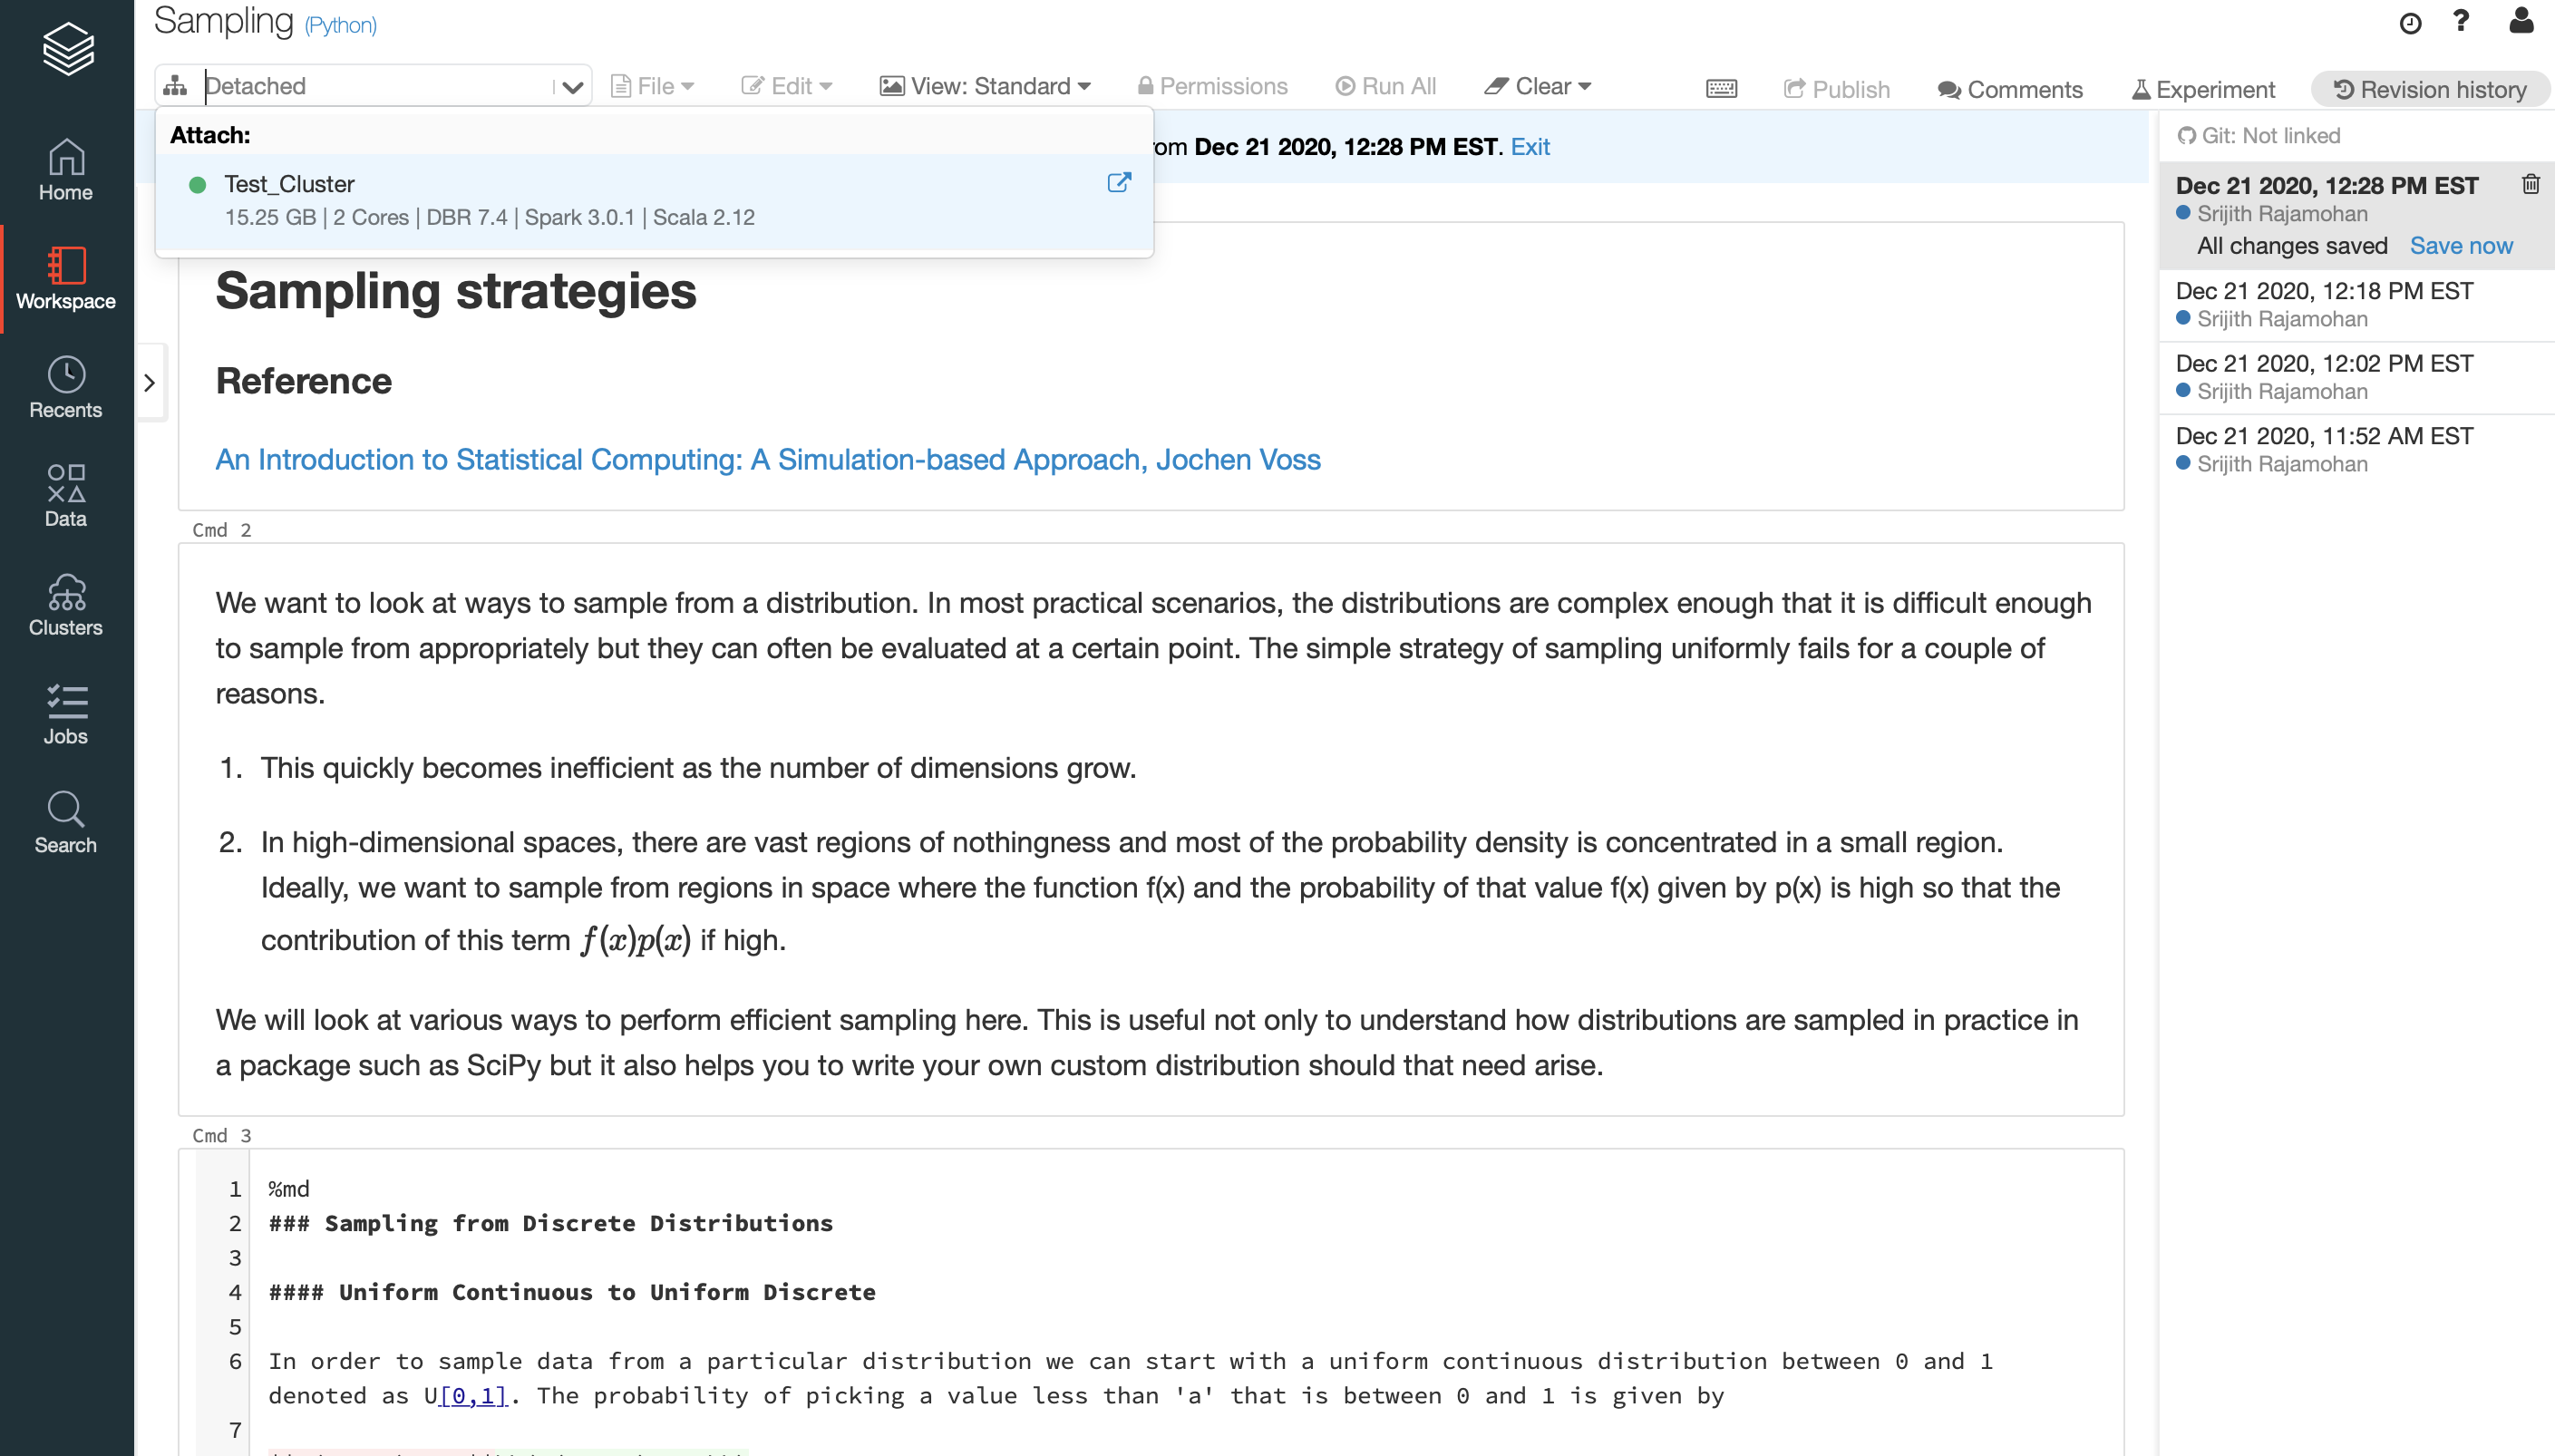 Sampling (Python)
Detached
File
Edit
View: Standard
Permissions
Run All
Clear
Publish
Comments
Experiment
Revision history
Home
Workspace
Recents
Data
Clusters
Jobs
Search
Attach:
Test_Cluster
15.25 GB | 2 Cores | DBR 7.4 | Spark 3.0.1 | Scala 2.12
Dec 21 2020, 12:28 PM EST. Exit
Sampling strategies
Reference
An Introduction to Statistical Computing: A Simulation-based Approach, Jochen Voss
Cmd 2
We want to look at ways to sample from a distribution. In most practical scenarios, the distributions are complex enough that it is difficult enough
to sample from appropriately but they can often be evaluated at a certain point. The simple strategy of sampling uniformly fails for a couple of
reasons.
1. This quickly becomes inefficient as the number of dimensions grow.
2. In high-dimensional spaces, there are vast regions of nothingness and most of the probability density is concentrated in a small region.
Ideally, we want to sample from regions in space where the function f(x) and the probability of that value f(x) given by p(x) is high so that the
contribution of this term f(x)p(x) if high.
We will look at various ways to perform efficient sampling here. This is useful not only to understand how distributions are sampled in practice in
a package such as SciPy but it also helps you to write your own custom distribution should that need arise.
Cmd 3
1 %md
2 ### Sampling from Discrete Distributions
3
4 #### Uniform Continuous to Uniform Discrete
5
6 In order to sample data from a particular distribution we can start with a uniform continuous distribution between 0 and 1
denoted as U[0,1]. The probability of picking a value less than 'a' that is between 0 and 1 is given by
7
Git: Not linked
Dec 21 2020, 12:28 PM EST
Srijith Rajamohan
All changes saved Save now
Dec 21 2020, 12:18 PM EST
Srijith Rajamohan
Dec 21 2020, 12:02 PM EST
Srijith Rajamohan
Dec 21 2020, 11:52 AM EST
Srijith Rajamohan